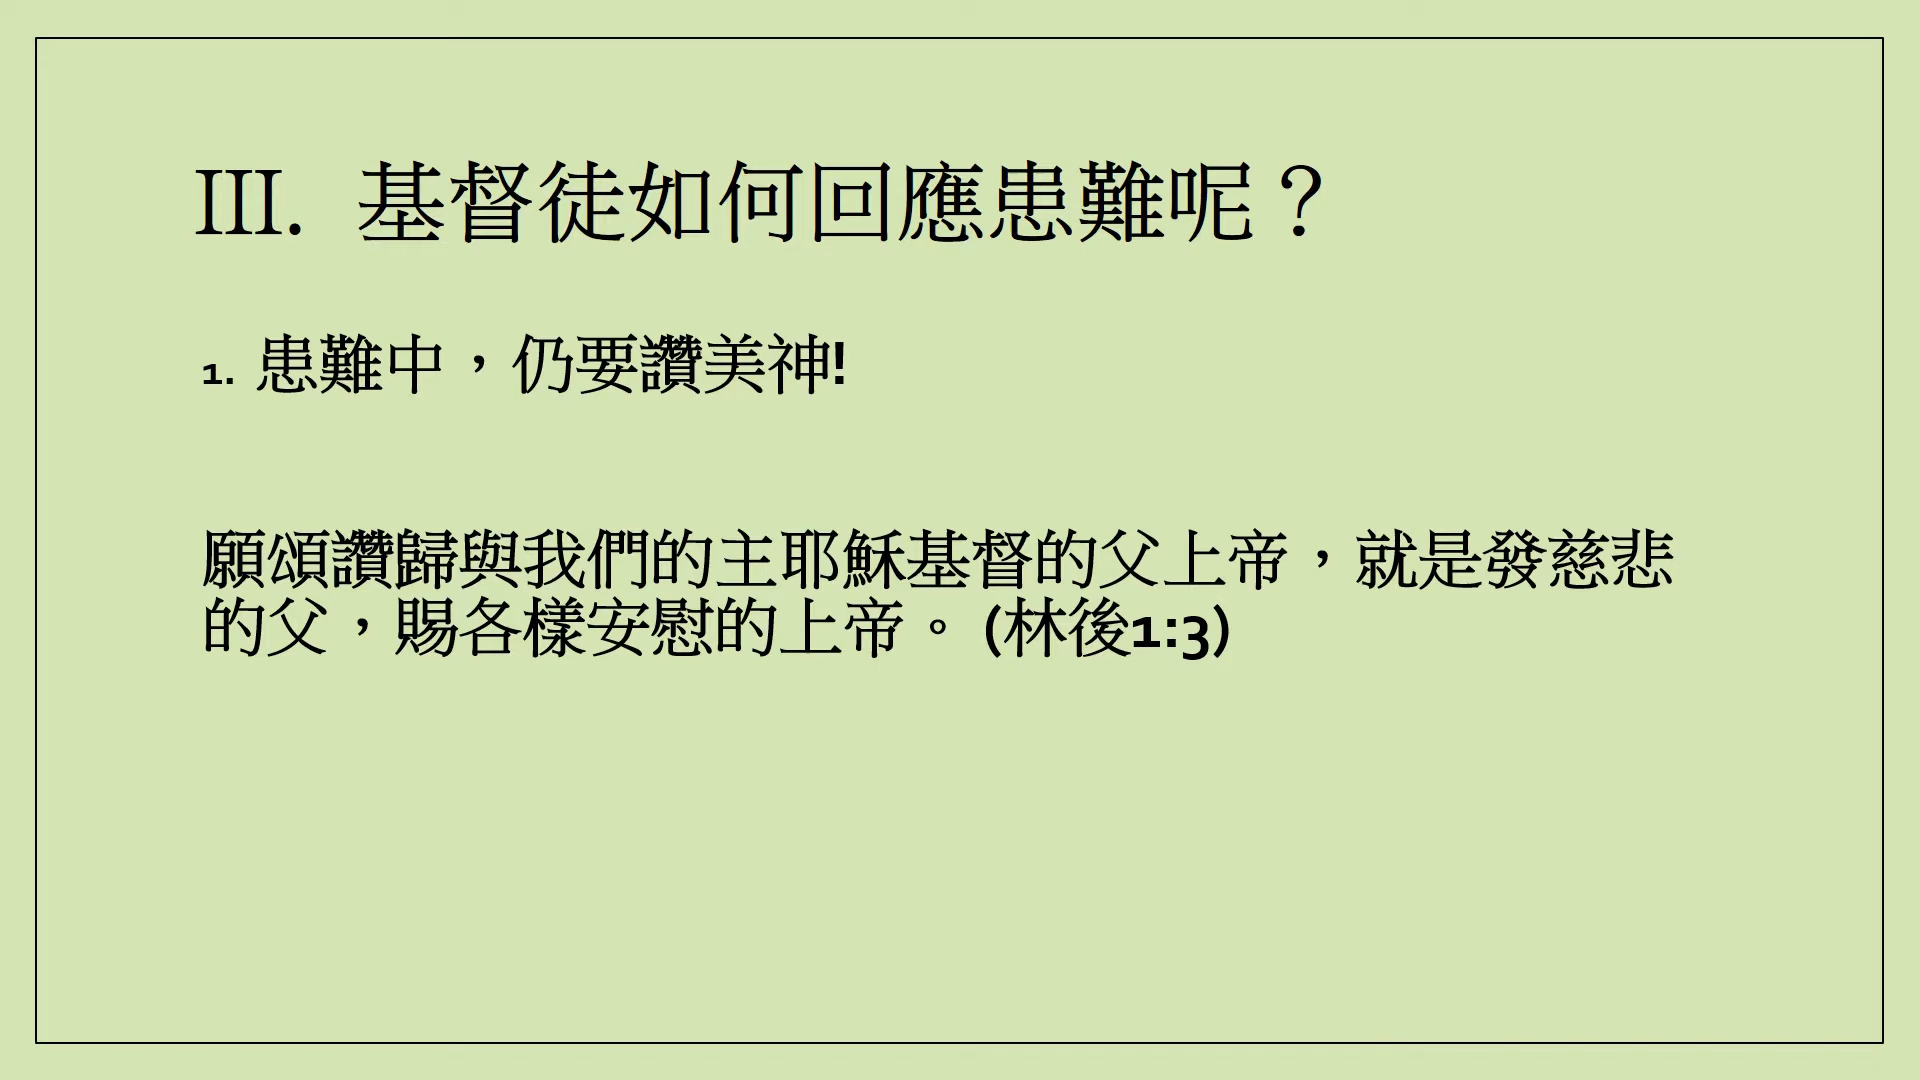 III. 基督徒如何回應患難呢？
1. 患難中，仍要讚美神!
願頌讚歸與我們的主耶穌基督的父上帝，就是發慈悲
的父，賜各樣安慰的上帝。(林後1:3)